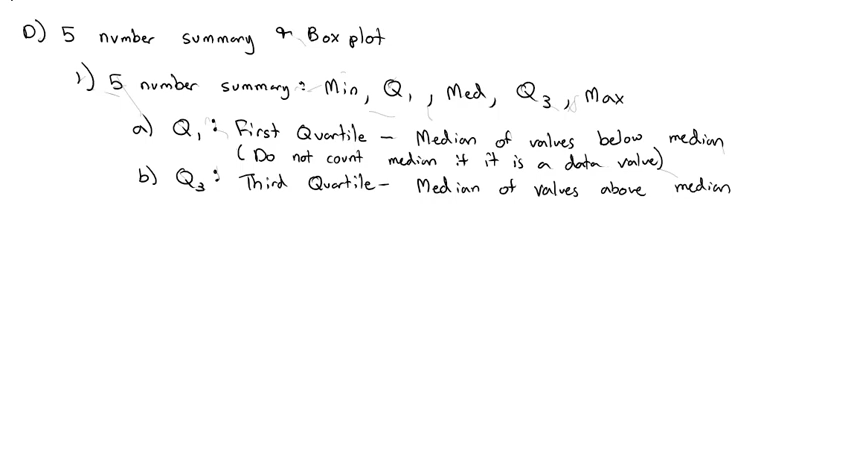 D) 5 number summary & Box plot
1) 5 number summary: Min, Q1, Med, Q3, Max
a) Q1: First Quartile - Median of values below median
(Do not count median if it is a data value)
b) Q3: Third Quartile - Median of values above median